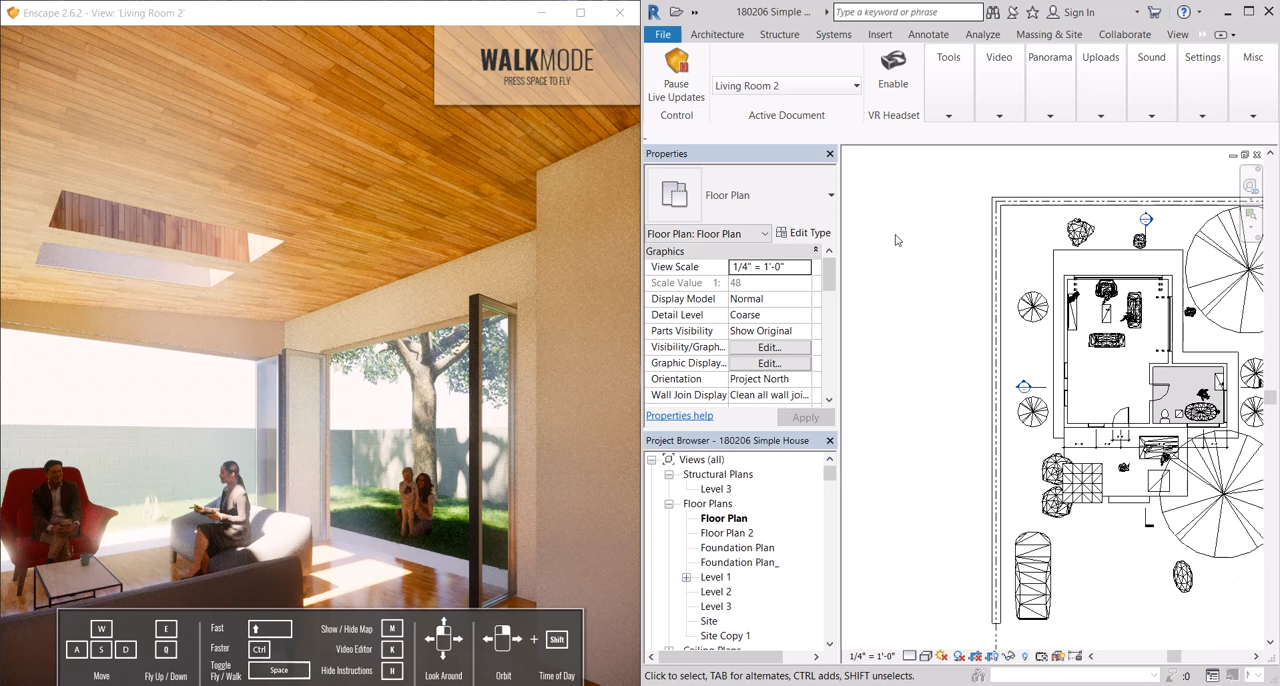 Enscape 2.6.2 - View: 'Living Room 2'
WALKMODE
PRESS SPACE TO FLY
W
E
A
S
D
Q
Move
Fly Up / Down
Fast
Faster
Ctrl
Toggle
Fly / Walk
Space
Show / Hide Map
M
Video Editor
K
Hide Instructions
H
Look Around
+
Shift
Orbit
Time of Day
180206 Simple ...
Type a keyword or phrase
Sign In
File
Architecture
Structure
Systems
Insert
Annotate
Analyze
Massing & Site
Collaborate
View
Pause
Live Updates
Control
Living Room 2
Active Document
Enable
VR Headset
Tools
Video
Panorama
Uploads
Sound
Settings
Misc
Properties
Floor Plan
Floor Plan: Floor Plan
Edit Type
Graphics
View Scale 1/4" = 1'-0"
Scale Value 1: 48
Display Model Normal
Detail Level Coarse
Parts Visibility Show Original
Visibility/Graph... Edit...
Graphic Display... Edit...
Orientation Project North
Wall Join Display Clean all wall joi...
Properties help
Apply
Project Browser - 180206 Simple House
Views (all)
Structural Plans
Level 3
Floor Plans
Floor Plan
Floor Plan 2
Foundation Plan
Foundation Plan_
Level 1
Level 2
Level 3
Site
Site Copy 1
Ceiling Plans
1/4" = 1'-0"
Click to select, TAB for alternates, CTRL adds, SHIFT unselects.
:0